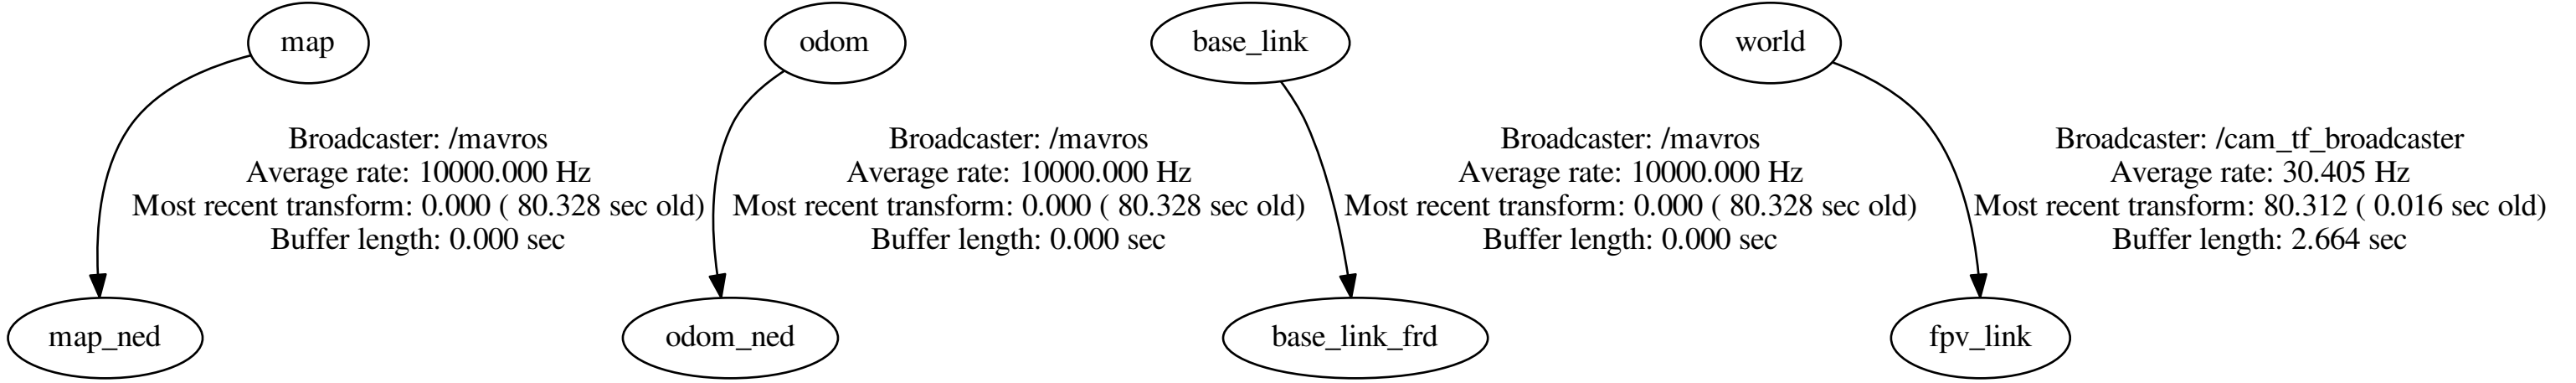 map
odom
base_link
world
Broadcaster: /mavros
Average rate: 10000.000 Hz
Most recent transform: 0.000 ( 80.328 sec old)
Buffer length: 0.000 sec
Broadcaster: /mavros
Average rate: 10000.000 Hz
Most recent transform: 0.000 ( 80.328 sec old)
Buffer length: 0.000 sec
Broadcaster: /mavros
Average rate: 10000.000 Hz
Most recent transform: 0.000 ( 80.328 sec old)
Buffer length: 0.000 sec
Broadcaster: /cam_tf_broadcaster
Average rate: 30.405 Hz
Most recent transform: 80.312 ( 0.016 sec old)
Buffer length: 2.664 sec
map_ned
odom_ned
base_link_frd
fpv_link